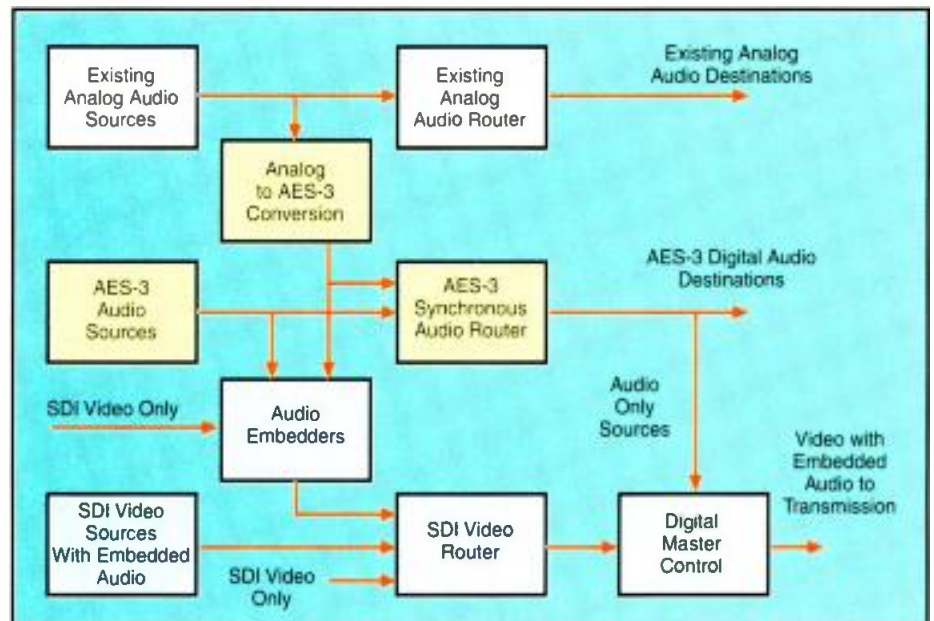 Existing
Analog Audio
Sources
Existing
Analog
Audio Router
Existing Analog
Audio Destinations
Analog
to AES-3
Conversion
AES-3
Audio
Sources
AES-3
Synchronous
Audio Router
AES-3 Digital Audio
Destinations
SDI Video Only
Audio
Embedders
Audio
Only
Sources
Video with
Embedded
Audio to
Transmission
SDI Video
Sources
With Embedded
Audio
SDI Video
Only
SDI Video
Router
Digital
Master
Control